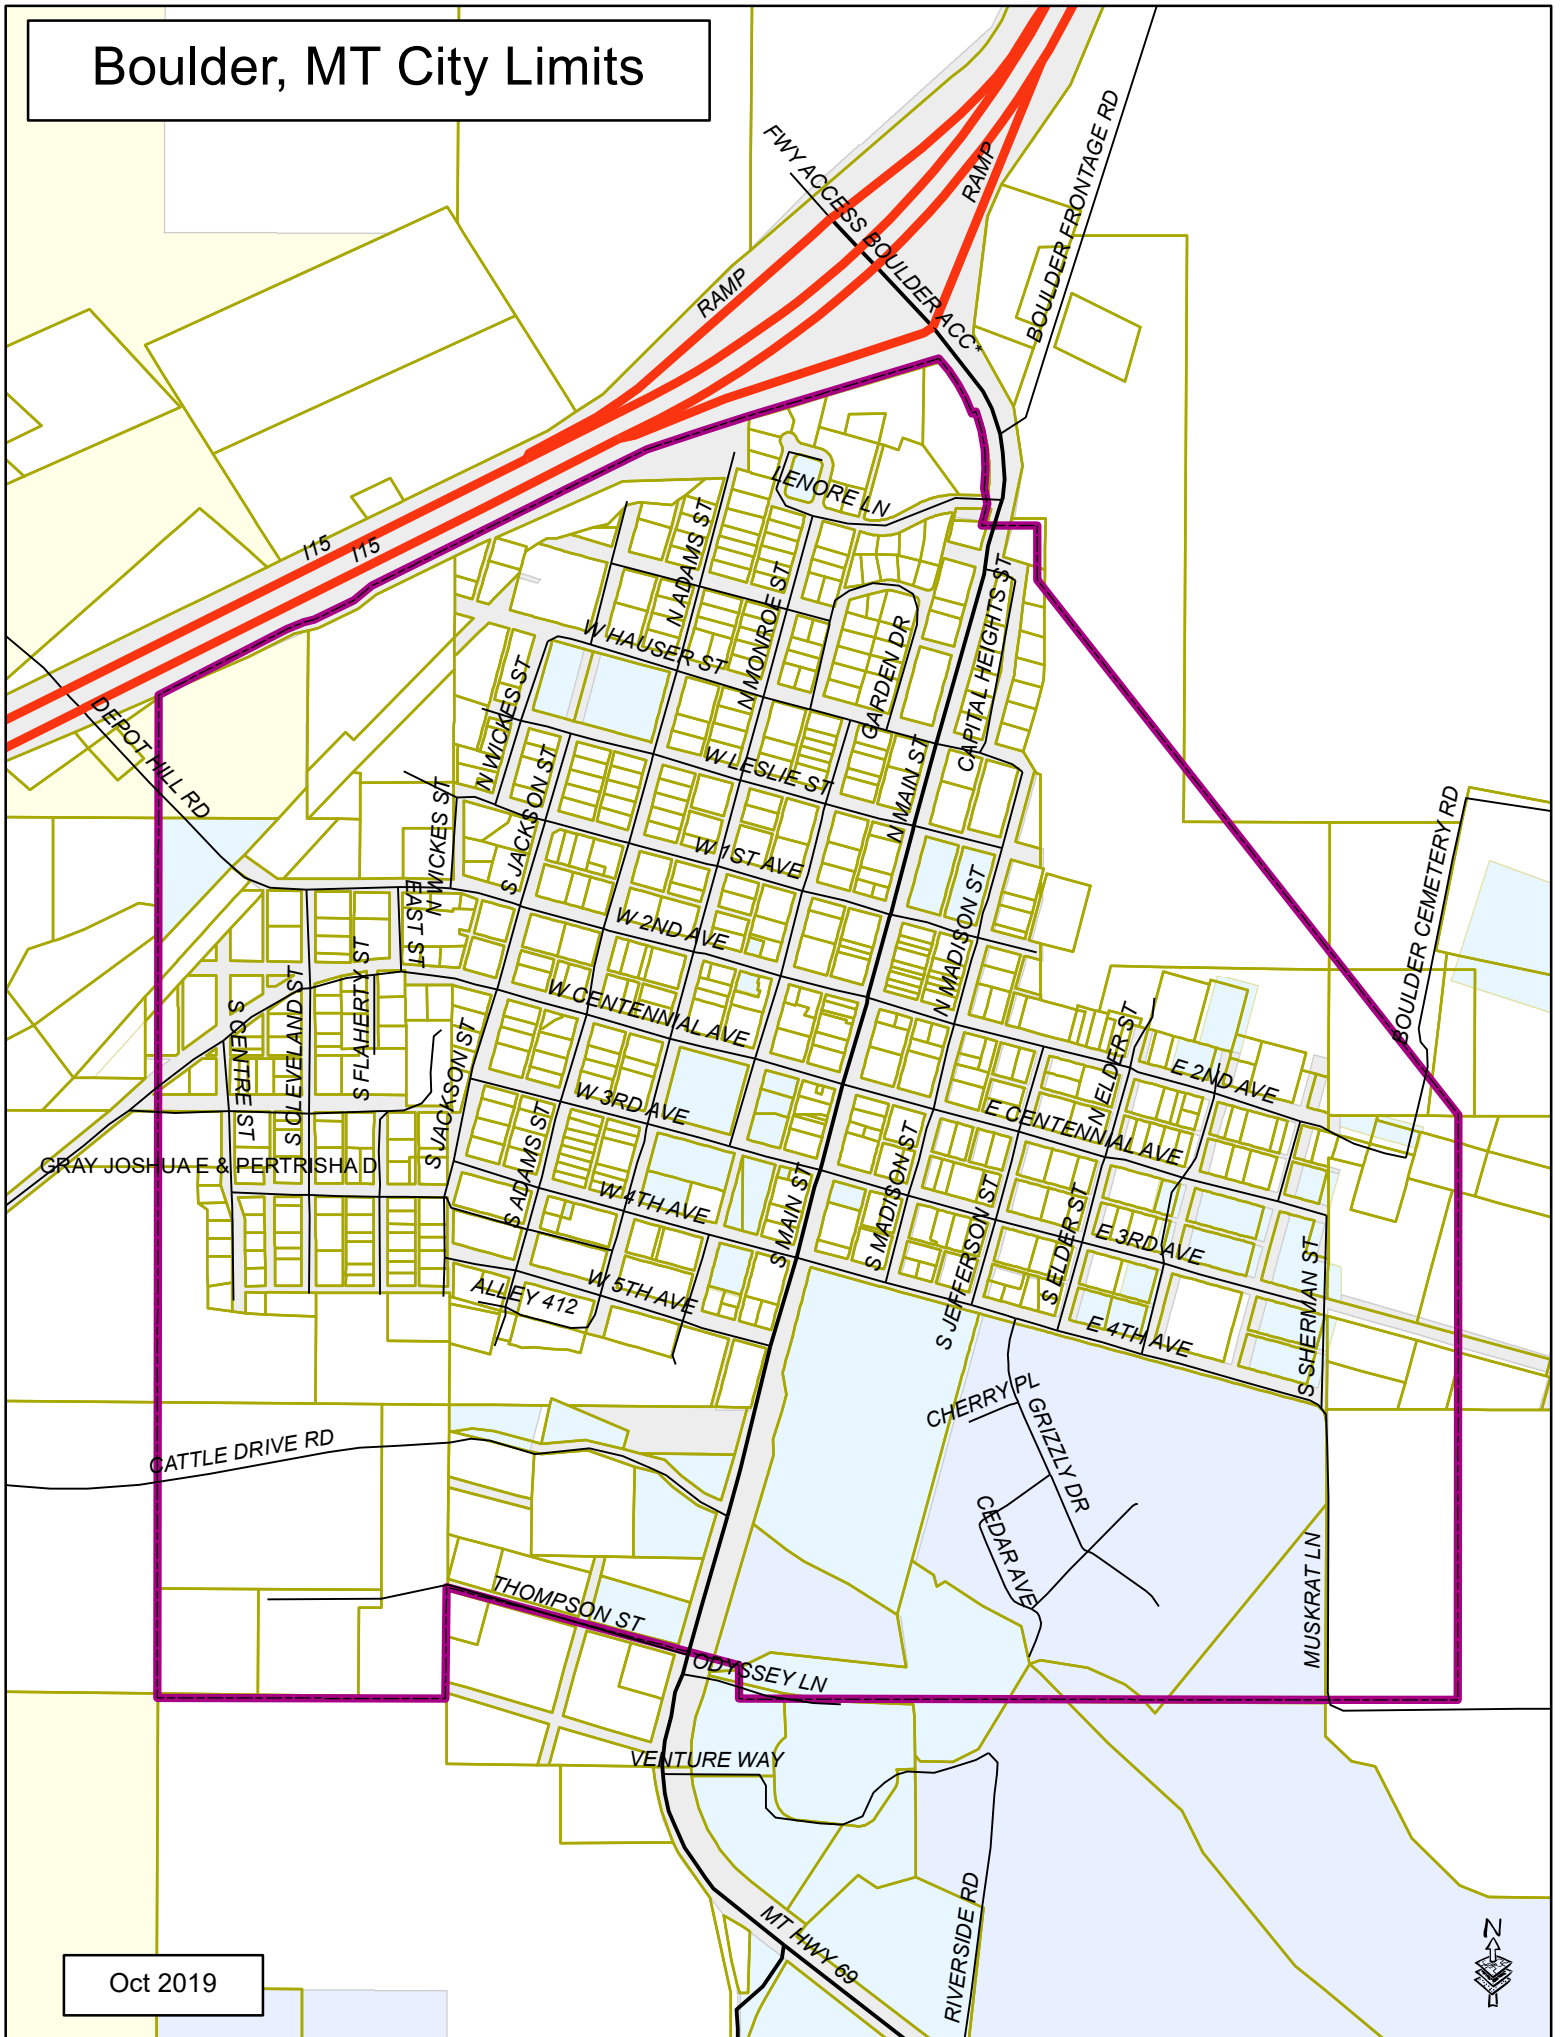 Boulder, MT City Limits
FWY ACCESS BOULDER ACC*
RAMP
BOULDER FRONTAGE RD
RAMP
LENORE LN
I15
I15
N ADAMS ST
N MONROE ST
CAPITAL HEIGHTS ST
W HAUSER ST
GARDEN DR
N WICKES ST
DEPOT HILL RD
W LESLIE ST
N MAIN ST
S JACKSON ST
N WICKES ST
BOULDER CEMETERY RD
W 1ST AVE
EAST ST
N MADISON ST
W 2ND AVE
S FLAHERTY ST
S CLEVELAND ST
S CENTRE ST
W CENTENNIAL AVE
S JACKSON ST
N ELDER ST
E 2ND AVE
W 3RD AVE
E CENTENNIAL AVE
S ADAMS ST
S MADISON ST
GRAY JOSHUA E & PERTRISHA D
S MAIN ST
W 4TH AVE
S JEFFERSON ST
S ELDER ST
E 3RD AVE
S SHERMAN ST
W 5TH AVE
ALLEY 412
E 4TH AVE
CHERRY PL
GRIZZLY DR
CATTLE DRIVE RD
CEDAR AVE
MUSKRAT LN
THOMPSON ST
ODYSSEY LN
VENTURE WAY
RIVERSIDE RD
MT HWY 69
N
Oct 2019